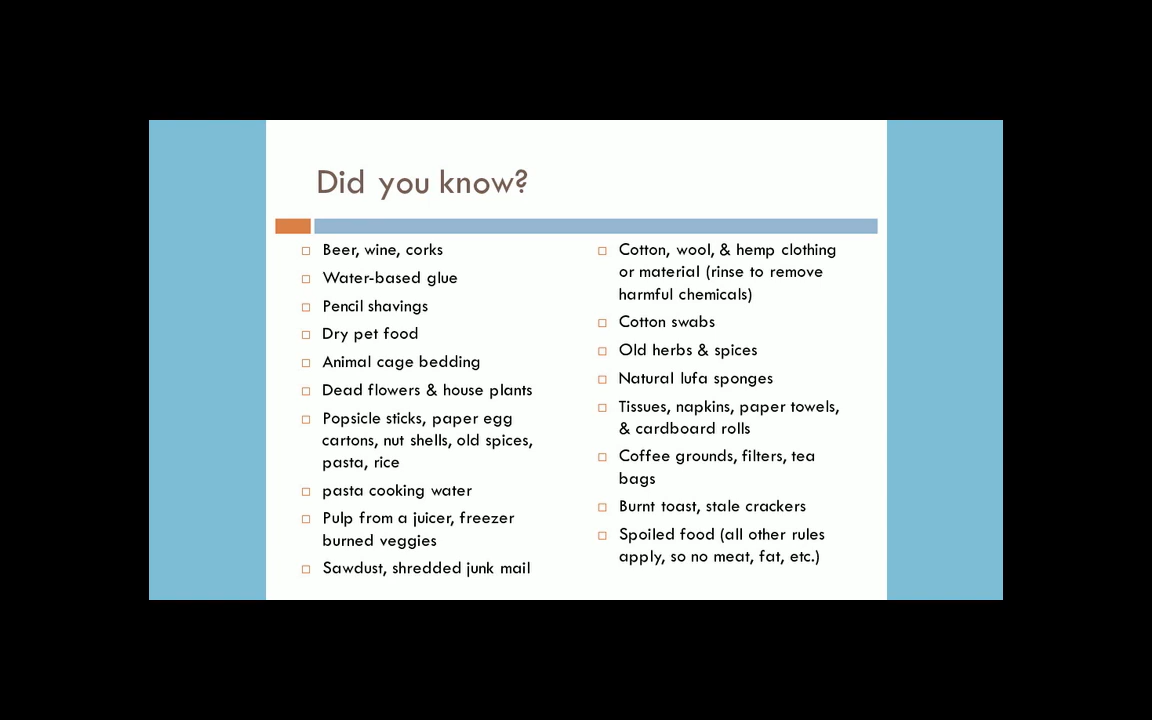 Did you know?
Beer, wine, corks
Water-based glue
Pencil shavings
Dry pet food
Animal cage bedding
Dead flowers & house plants
Popsicle sticks, paper egg
cartons, nut shells, old spices,
pasta, rice
pasta cooking water
Pulp from a juicer, freezer
burned veggies
Sawdust, shredded junk mail
Cotton, wool, & hemp clothing
or material (rinse to remove
harmful chemicals)
Cotton swabs
Old herbs & spices
Natural lufa sponges
Tissues, napkins, paper towels,
& cardboard rolls
Coffee grounds, filters, tea
bags
Burnt toast, stale crackers
Spoiled food (all other rules
apply, so no meat, fat, etc.)